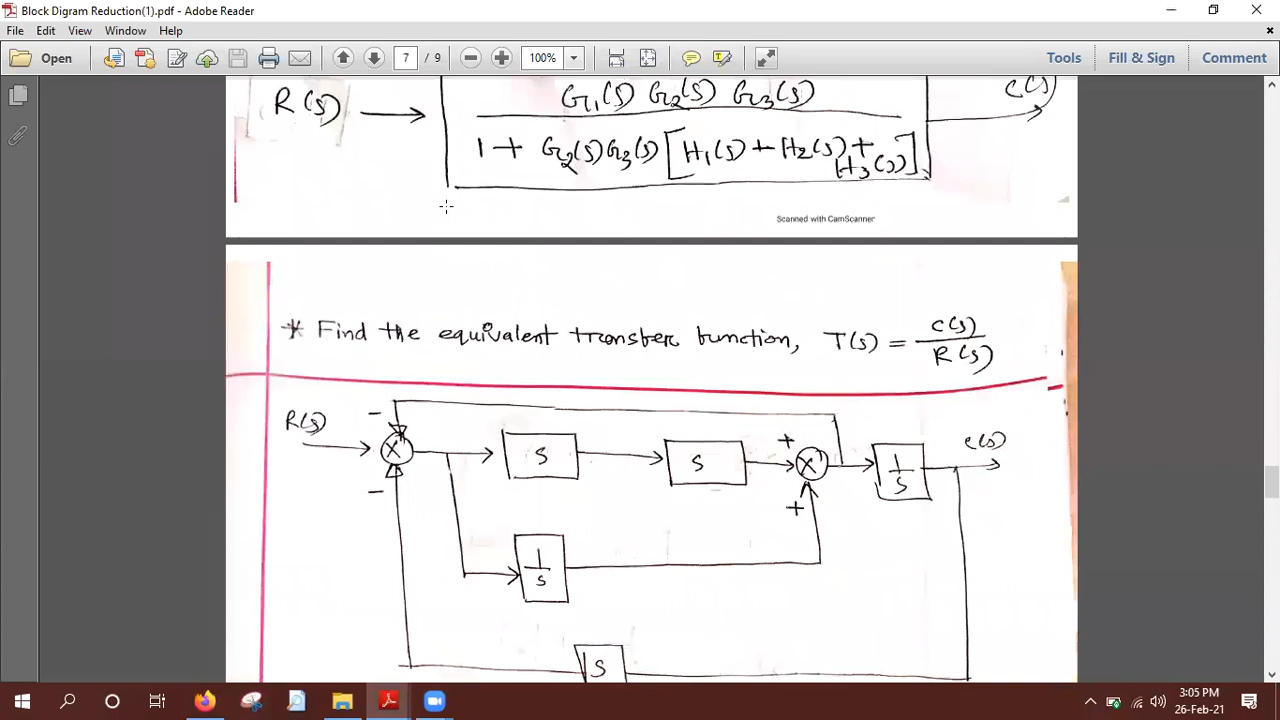 Block Digram Reduction(1).pdf - Adobe Reader
File Edit View Window Help
Open 7 / 9 100% Tools Fill & Sign Comment
G1(s) G2(s) G3(s)
R(s) C(s)
1 + G2(s)G3(s) [H1(s) + H2(s) +
H3(s)]
Scanned with CamScanner
* Find the equivalent transfer function, T(s) = C(s)
R(s)
R(s) - + C(s)
X S S X 1
S
- +
1
S
S
3:05 PM
26-Feb-21